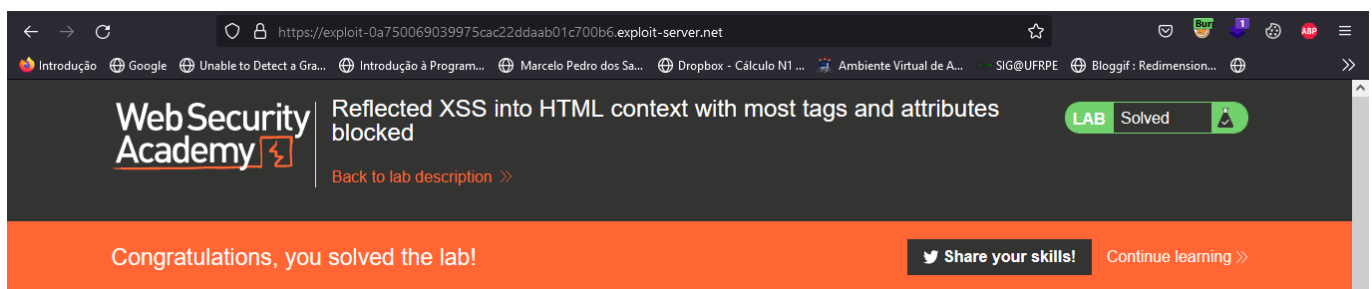 https://exploit-0a750069039975cac22ddaab01c700b6.exploit-server.net
Bun
1
ABP
Introdução Google Unable to Detect a Gra... Introdução à Program... Marcelo Pedro dos Sa... Dropbox - Cálculo N1 ... Ambiente Virtual de A... SIG@UFRPE Bloggif : Redimension...
Web Security
Academy
Reflected XSS into HTML context with most tags and attributes
blocked
Back to lab description
LAB Solved
Congratulations, you solved the lab!
Share your skills!
Continue learning